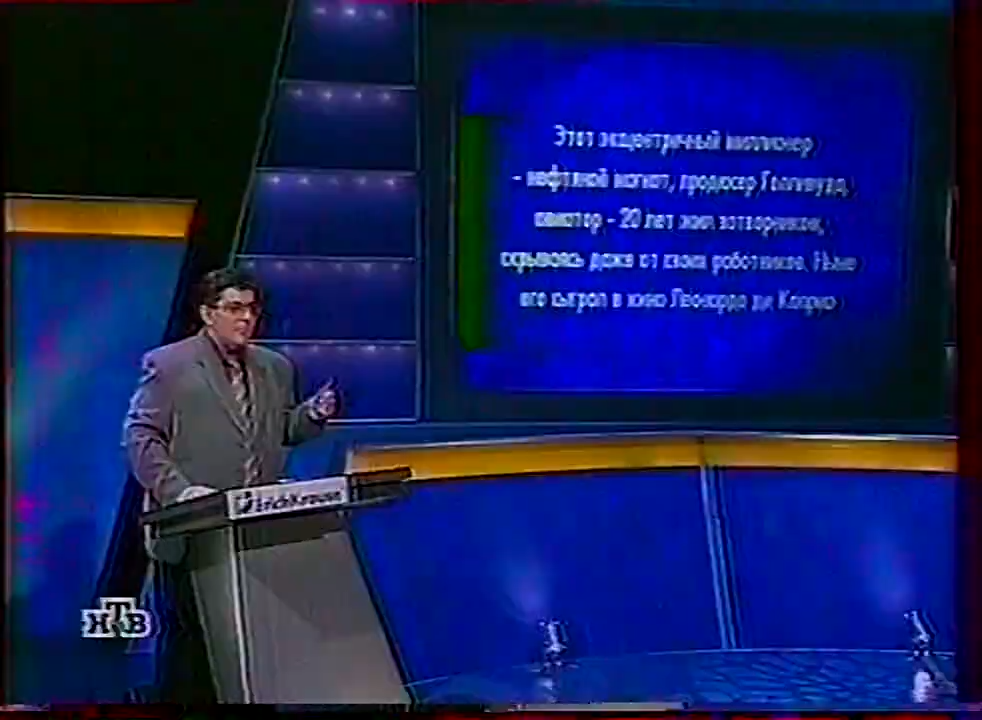 Этот эксцентричный миллионер
- нефтяной магнат, продюсер Голливуда,
авиатор - 20 лет жил затворником,
скрываясь даже от своих работников. Ныне
его сыграл в кино Леонардо ди Каприо
ErichKrause
НТВ